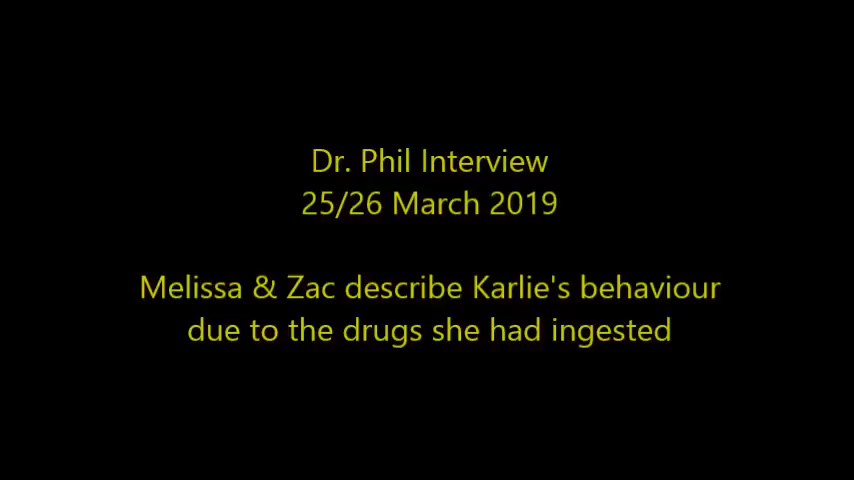 Dr. Phil Interview
25/26 March 2019
Melissa & Zac describe Karlie's behaviour
due to the drugs she had ingested